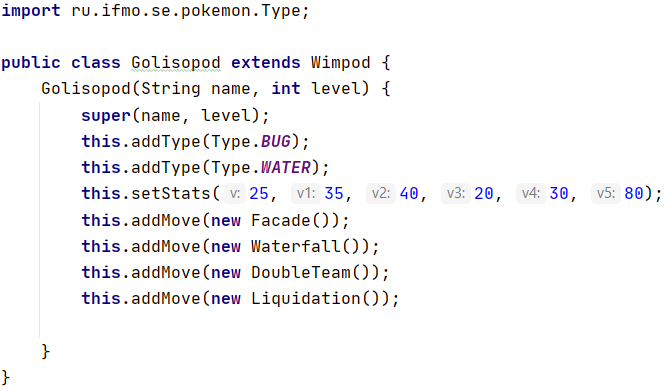 import ru.ifmo.se.pokemon.Type;
public class Golisopod extends Wimpod {
Golisopod(String name, int level) {
super(name, level);
this.addType(Type.BUG);
this.addType(Type.WATER);
this.setStats( v: 25, v1: 35, v2: 40, v3: 20, v4: 30, v5: 80);
this.addMove(new Facade());
this.addMove(new Waterfall());
this.addMove(new DoubleTeam());
this.addMove(new Liquidation());
}
}